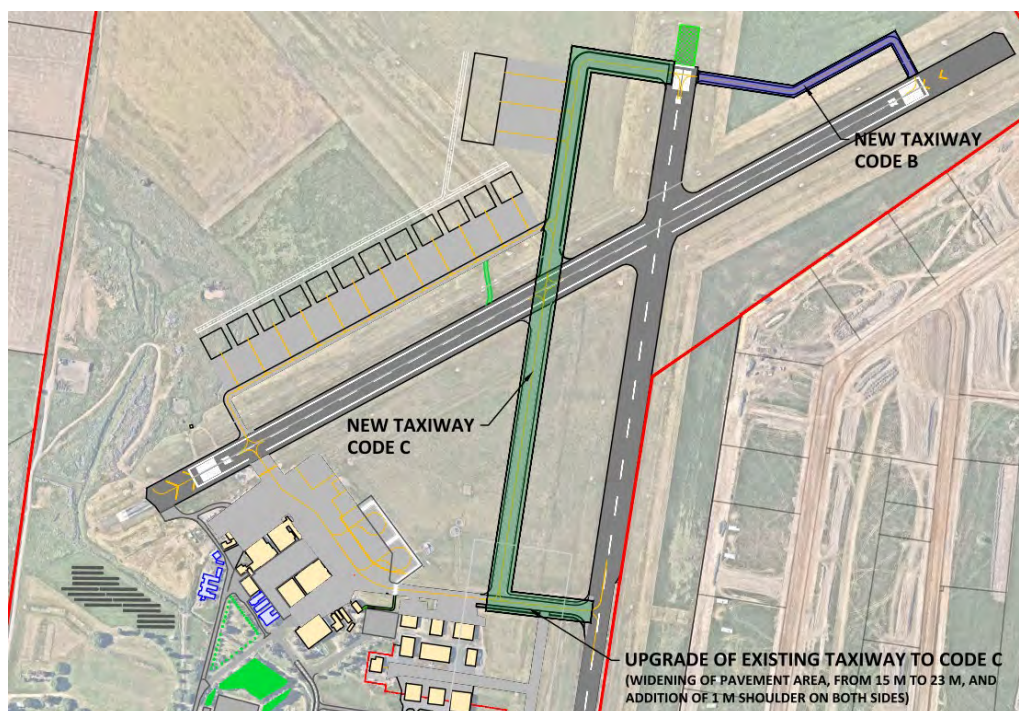 NEW TAXIWAY
CODE B
NEW TAXIWAY
CODE C
UPGRADE OF EXISTING TAXIWAY TO CODE C
(WIDENING OF PAVEMENT AREA, FROM 15 M TO 23 M, AND
ADDITION OF 1 M SHOULDER ON BOTH SIDES)